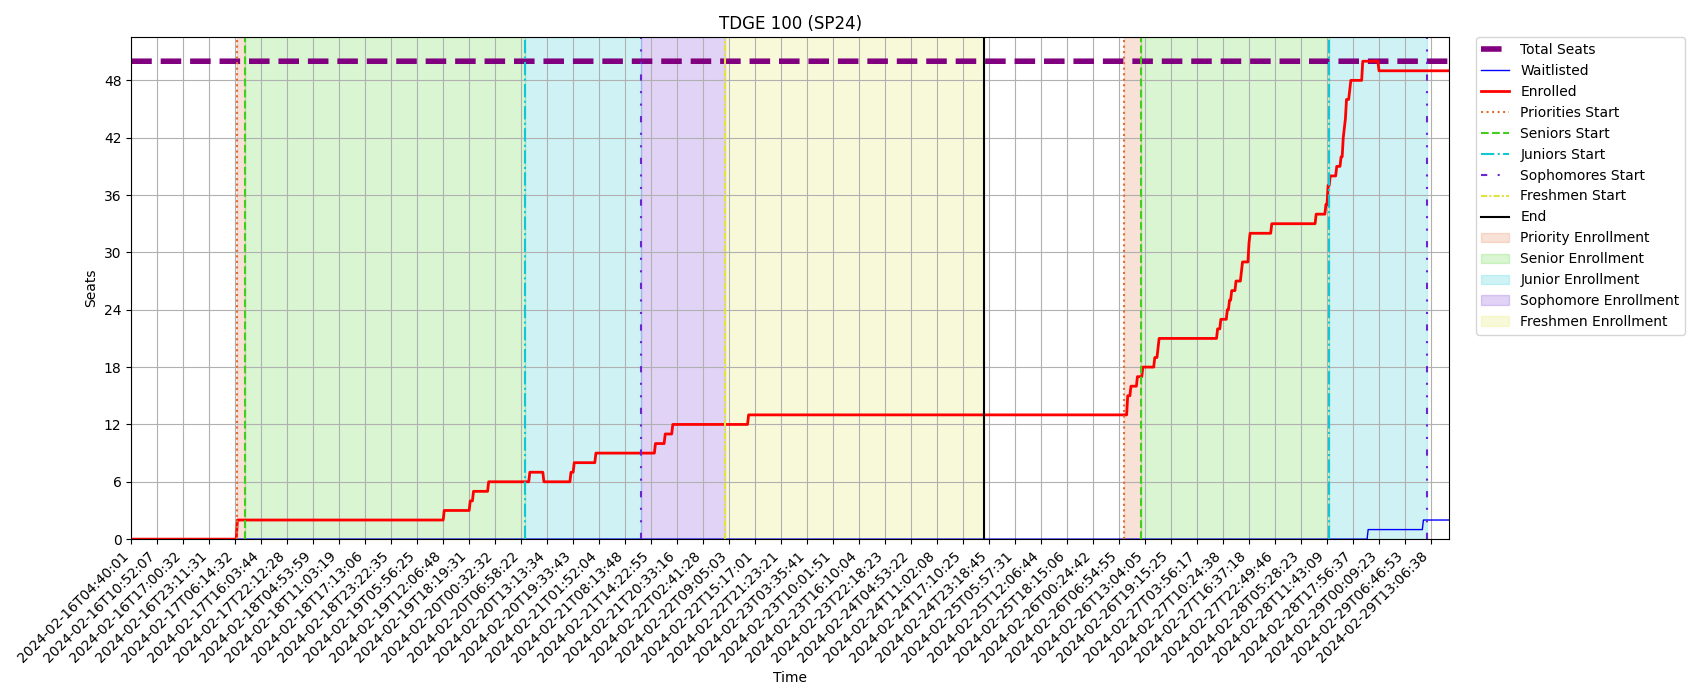 TDGE 100 (SP24)
Total Seats
Waitlisted
Enrolled
Priorities Start
Seniors Start
Juniors Start
Sophomores Start
Freshmen Start
End
Priority Enrollment
Senior Enrollment
Junior Enrollment
Sophomore Enrollment
Freshmen Enrollment
Seats
48
42
36
30
24
18
12
6
0
2024-02-16T04:40:01
2024-02-16T10:52:07
2024-02-16T17:00:32
2024-02-16T23:11:31
2024-02-17T06:14:32
2024-02-17T16:03:44
2024-02-17T22:12:28
2024-02-18T04:53:59
2024-02-18T11:03:19
2024-02-18T17:13:06
2024-02-18T23:22:35
2024-02-19T05:56:25
2024-02-19T12:06:48
2024-02-19T18:19:31
2024-02-20T00:32:32
2024-02-20T06:58:22
2024-02-20T13:13:34
2024-02-20T19:33:43
2024-02-21T01:52:04
2024-02-21T08:13:48
2024-02-21T14:22:55
2024-02-21T20:33:16
2024-02-22T02:41:28
2024-02-22T09:05:03
2024-02-22T15:17:01
2024-02-22T21:23:21
2024-02-23T03:35:41
2024-02-23T10:01:51
2024-02-23T16:10:04
2024-02-23T22:18:23
2024-02-24T04:53:22
2024-02-24T11:02:08
2024-02-24T17:10:25
2024-02-24T23:18:45
2024-02-25T05:57:31
2024-02-25T12:06:44
2024-02-25T18:15:06
2024-02-26T00:24:42
2024-02-26T06:54:55
2024-02-26T13:04:05
2024-02-26T19:15:25
2024-02-27T03:56:17
2024-02-27T10:24:38
2024-02-27T16:37:18
2024-02-27T22:49:46
2024-02-28T05:28:23
2024-02-28T11:43:09
2024-02-28T17:56:37
2024-02-29T00:09:23
2024-02-29T06:46:53
2024-02-29T13:06:38
Time